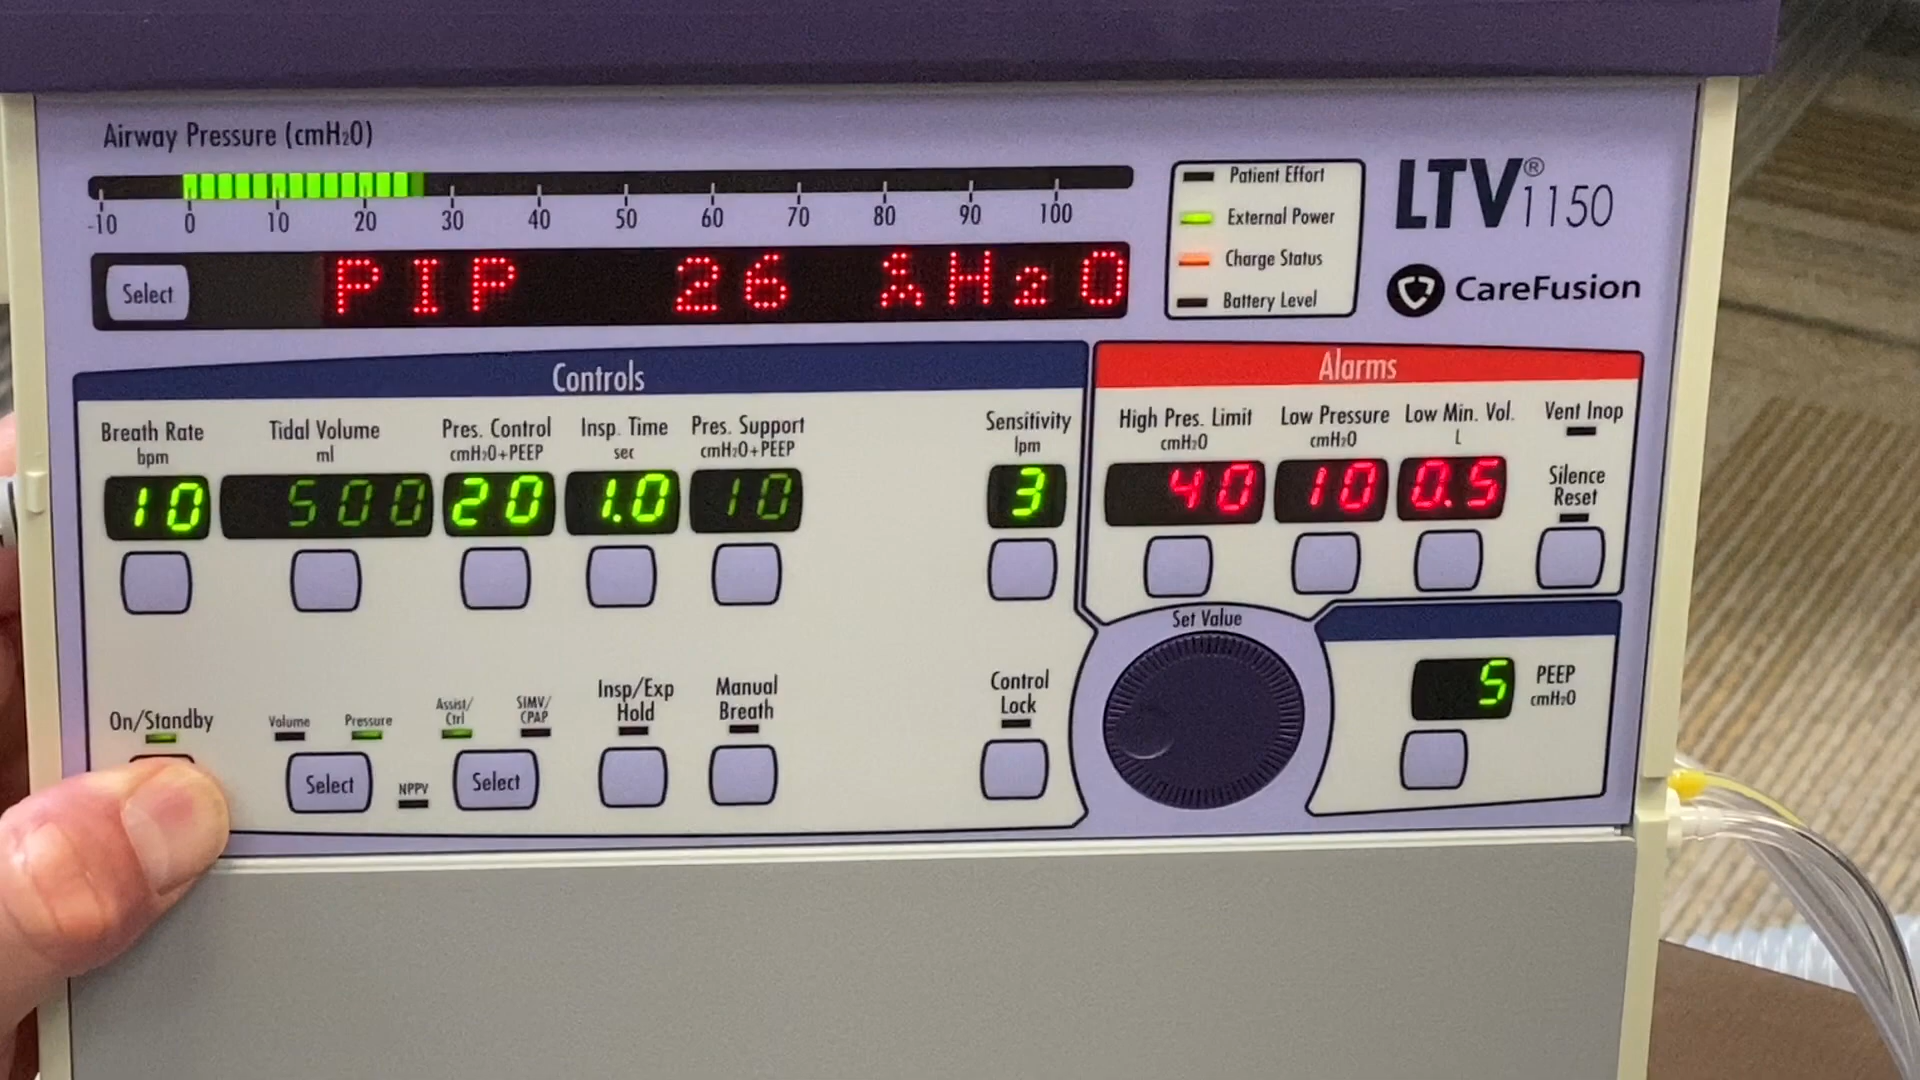 Airway Pressure (cmH₂O)
-10 0 10 20 30 40 50 60 70 80 90 100
Select PIP 26 cmH₂O
Patient Effort
External Power
Charge Status
Battery Level
LTV® 1150
CareFusion
Controls
Breath Rate
bpm
10
Tidal Volume
ml
500
Pres. Control
cmH₂O+PEEP
20
Insp. Time
sec
1.0
Pres. Support
cmH₂O+PEEP
10
Sensitivity
lpm
3
Alarms
High Pres. Limit
cmH₂O
40
Low Pressure
cmH₂O
10
Low Min. Vol.
L
0.5
Vent Inop
Silence
Reset
On/Standby
Volume
Pressure
Select
NPPV
Assist/
Ctrl
SIMV/
CPAP
Select
Insp/Exp
Hold
Manual
Breath
Control
Lock
Set Value
5
PEEP
cmH₂O